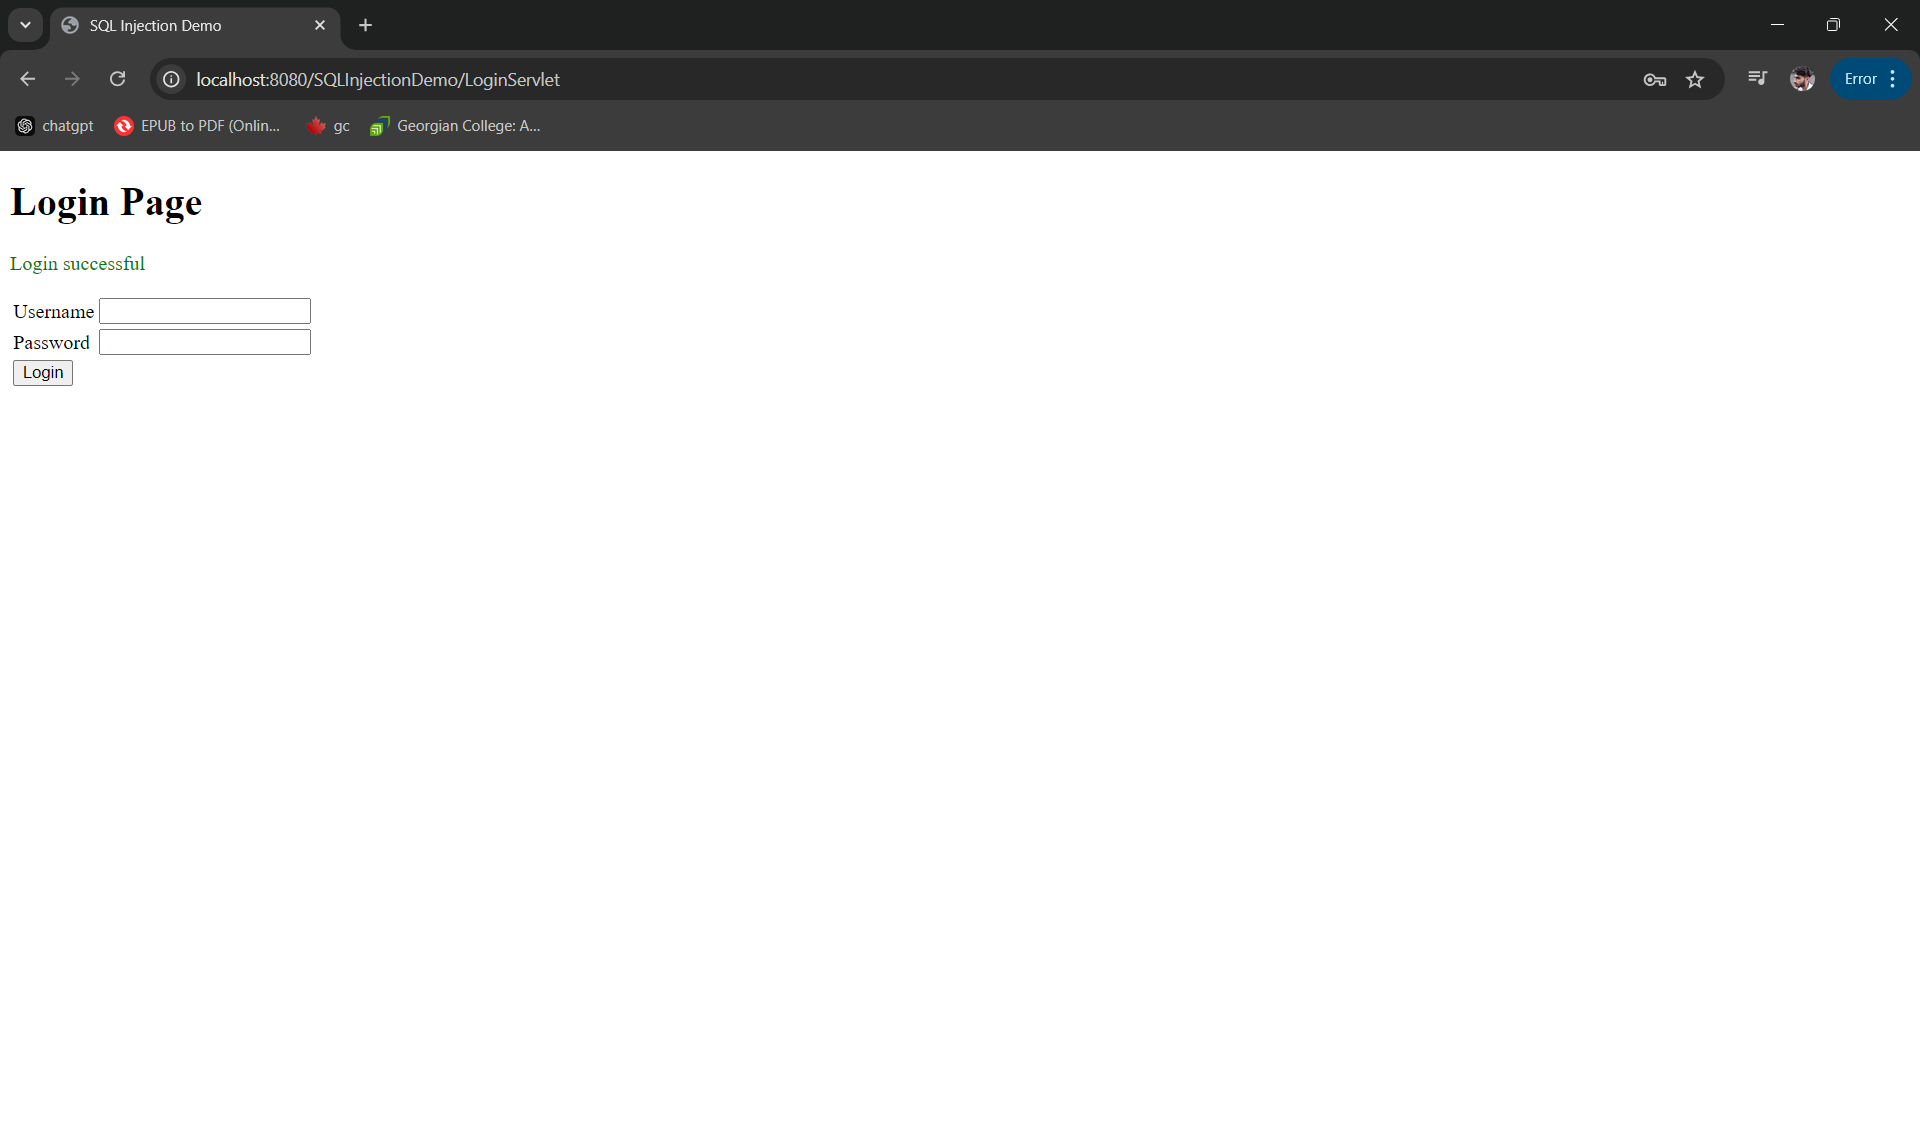 SQL Injection Demo
localhost:8080/SQLInjectionDemo/LoginServlet
Error
chatgpt
EPUB to PDF (Onlin...
gc
Georgian College: A...
Login Page
Login successful
Username
Password
Login